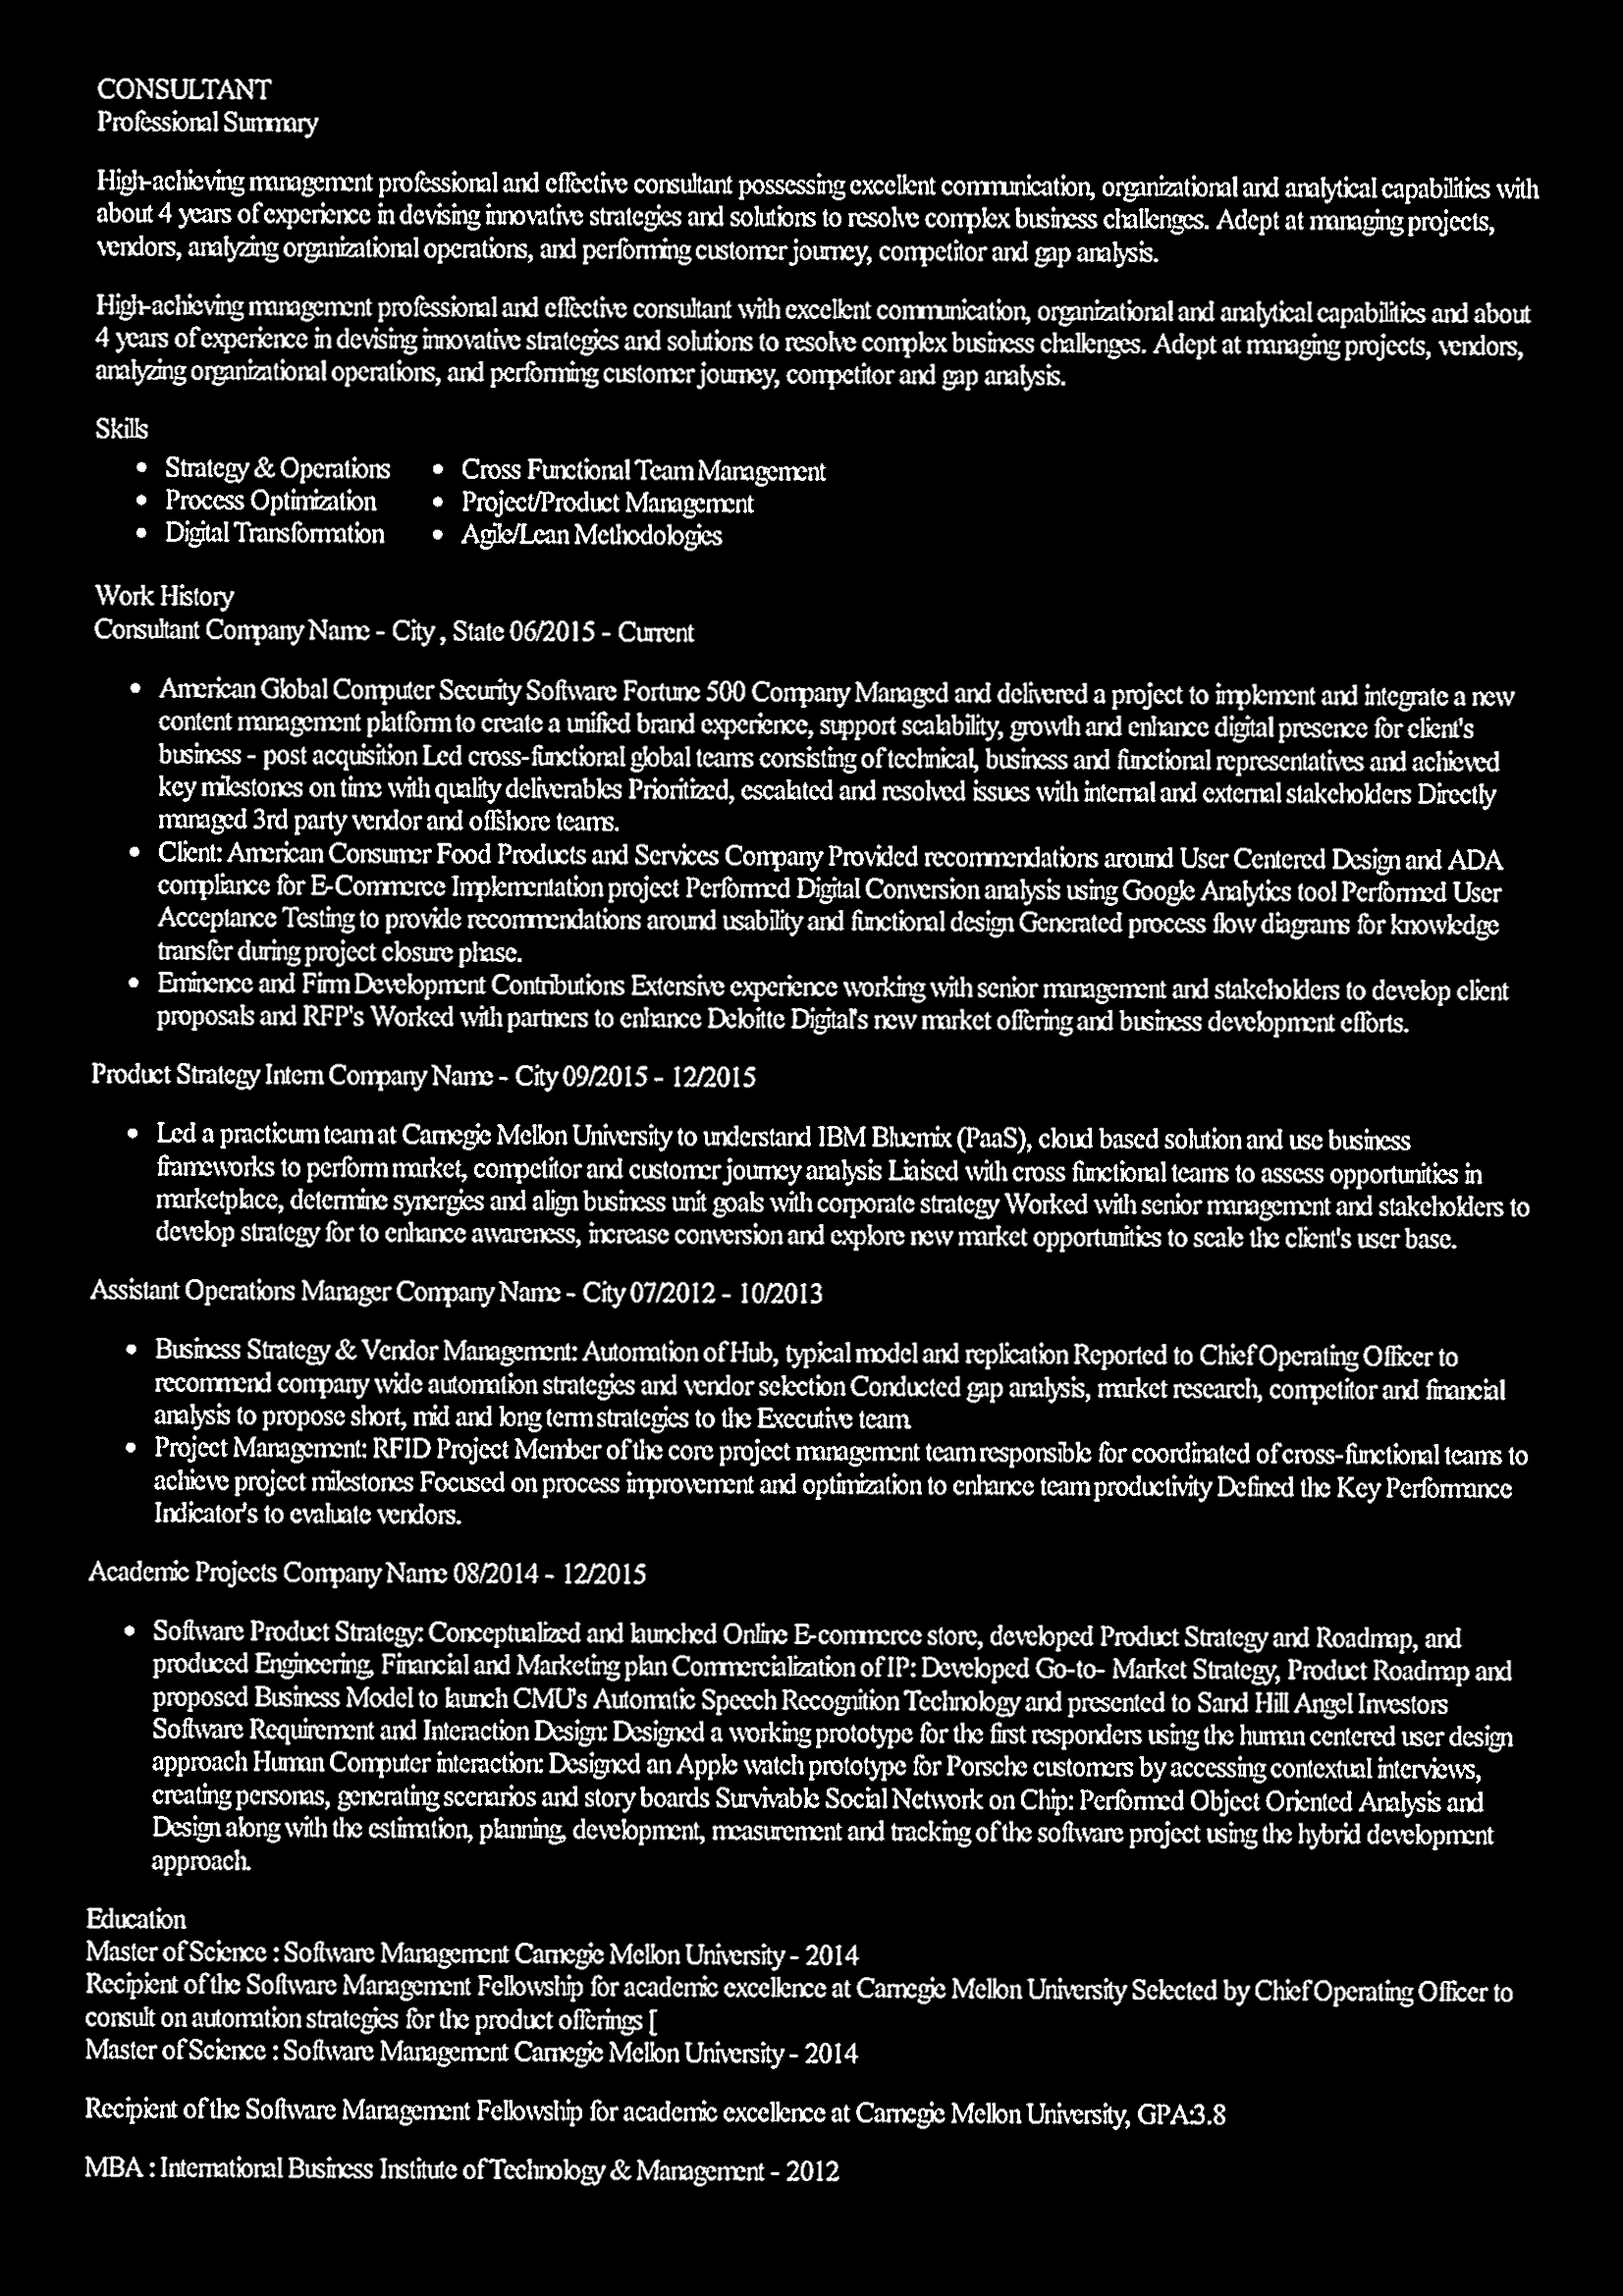 CONSULTANT
Professional Summary
High-achieving management professional and effective consultant possessing excellent communication, organizational and analytical capabilities with
about 4 years of experience in devising innovative strategies and solutions to resolve complex business challenges. Adept at managing projects,
vendors, analyzing organizational operations, and performing customer journey, competitor and gap analysis.
High-achieving management professional and effective consultant with excellent communication, organizational and analytical capabilities and about
4 years of experience in devising innovative strategies and solutions to resolve complex business challenges. Adept at managing projects, vendors,
analyzing organizational operations, and performing customer journey, competitor and gap analysis.
Skills
• Strategy & Operations • Cross Functional Team Management
• Process Optimization • Project/Product Management
• Digital Transformation • Agile/Lean Methodologies
Work History
Consultant Company Name - City , State 06/2015 - Current
• American Global Computer Security Software Fortune 500 Company Managed and delivered a project to implement and integrate a new
content management platform to create a unified brand experience, support scalability, growth and enhance digital presence for client's
business - post acquisition Led cross-functional global teams consisting of technical, business and functional representatives and achieved
key milestones on time with quality deliverables Prioritized, escalated and resolved issues with internal and external stakeholders Directly
managed 3rd party vendor and offshore teams.
• Client: American Consumer Food Products and Services Company Provided recommendations around User Centered Design and ADA
compliance for E-Commerce Implementation project Performed Digital Conversion analysis using Google Analytics tool Performed User
Acceptance Testing to provide recommendations around usability and functional design Generated process flow diagrams for knowledge
transfer during project closure phase.
• Eminence and Firm Development Contributions Extensive experience working with senior management and stakeholders to develop client
proposals and RFP's Worked with partners to enhance Deloitte Digital's new market offering and business development efforts.
Product Strategy Intern Company Name - City 09/2015 - 12/2015
• Led a practicum team at Carnegie Mellon University to understand IBM Bluemix (PaaS), cloud based solution and use business
frameworks to perform market, competitor and customer journey analysis Liaised with cross functional teams to assess opportunities in
marketplace, determine synergies and align business unit goals with corporate strategy Worked with senior management and stakeholders to
develop strategy for to enhance awareness, increase conversion and explore new market opportunities to scale the client's user base.
Assistant Operations Manager Company Name - City 07/2012 - 10/2013
• Business Strategy & Vendor Management: Automation of Hub, typical model and replication Reported to Chief Operating Officer to
recommend company wide automation strategies and vendor selection Conducted gap analysis, market research, competitor and financial
analysis to propose short, mid and long term strategies to the Executive team.
• Project Management: RFID Project Member of the core project management team responsible for coordinated of cross-functional teams to
achieve project milestones Focused on process improvement and optimization to enhance team productivity Defined the Key Performance
Indicator's to evaluate vendors.
Academic Projects Company Name 08/2014 - 12/2015
• Software Product Strategy: Conceptualized and launched Online E-commerce store, developed Product Strategy and Roadmap, and
produced Engineering, Financial and Marketing plan Commercialization of IP: Developed Go-to- Market Strategy, Product Roadmap and
proposed Business Model to launch CMU's Automatic Speech Recognition Technology and presented to Sand Hill Angel Investors
Software Requirement and Interaction Design: Designed a working prototype for the first responders using the human centered user design
approach Human Computer interaction: Designed an Apple watch prototype for Porsche customers by accessing contextual interviews,
creating personas, generating scenarios and story boards Survivable Social Network on Chip: Performed Object Oriented Analysis and
Design along with the estimation, planning, development, measurement and tracking of the software project using the hybrid development
approach.
Education
Master of Science : Software Management Carnegie Mellon University - 2014
Recipient of the Software Management Fellowship for academic excellence at Carnegie Mellon University Selected by Chief Operating Officer to
consult on automation strategies for the product offerings [
Master of Science : Software Management Carnegie Mellon University - 2014
Recipient of the Software Management Fellowship for academic excellence at Carnegie Mellon University, GPA:3.8
MBA : International Business Institute of Technology & Management - 2012